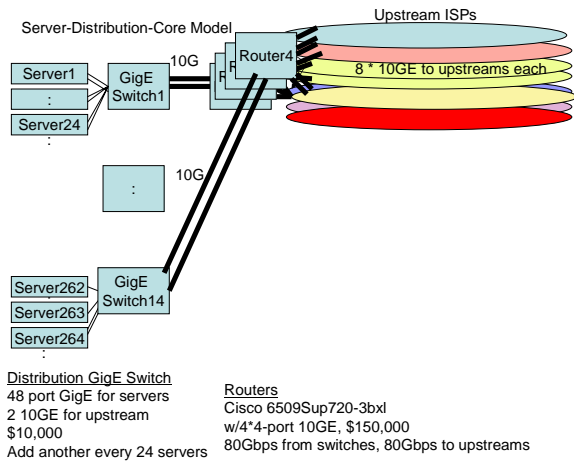 Server-Distribution-Core Model
Upstream ISPs
10G
Router4
R
R
R
8 * 10GE to upstreams each
Server1
:
Server24
:
GigE
Switch1
:
10G
Server262
Server263
Server264
:
GigE
Switch14
Distribution GigE Switch
48 port GigE for servers
2 10GE for upstream
$10,000
Add another every 24 servers
Routers
Cisco 6509Sup720-3bxl
w/4*4-port 10GE, $150,000
80Gbps from switches, 80Gbps to upstreams